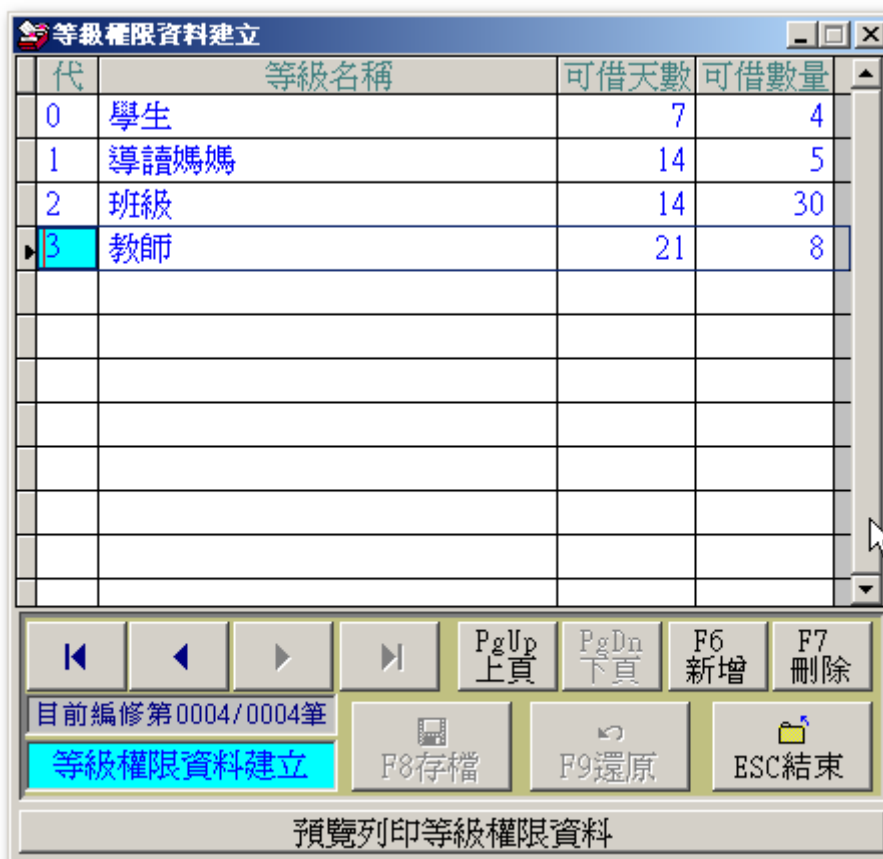 等級權限資料建立
代 等級名稱 可借天數 可借數量
0 學生 7 4
1 導讀媽媽 14 5
2 班級 14 30
3 教師 21 8
PgUp 上頁 PgDn 下頁 F6 新增 F7 刪除
目前編修第0004/0004筆
等級權限資料建立 F8存檔 F9還原 ESC結束
預覽列印等級權限資料